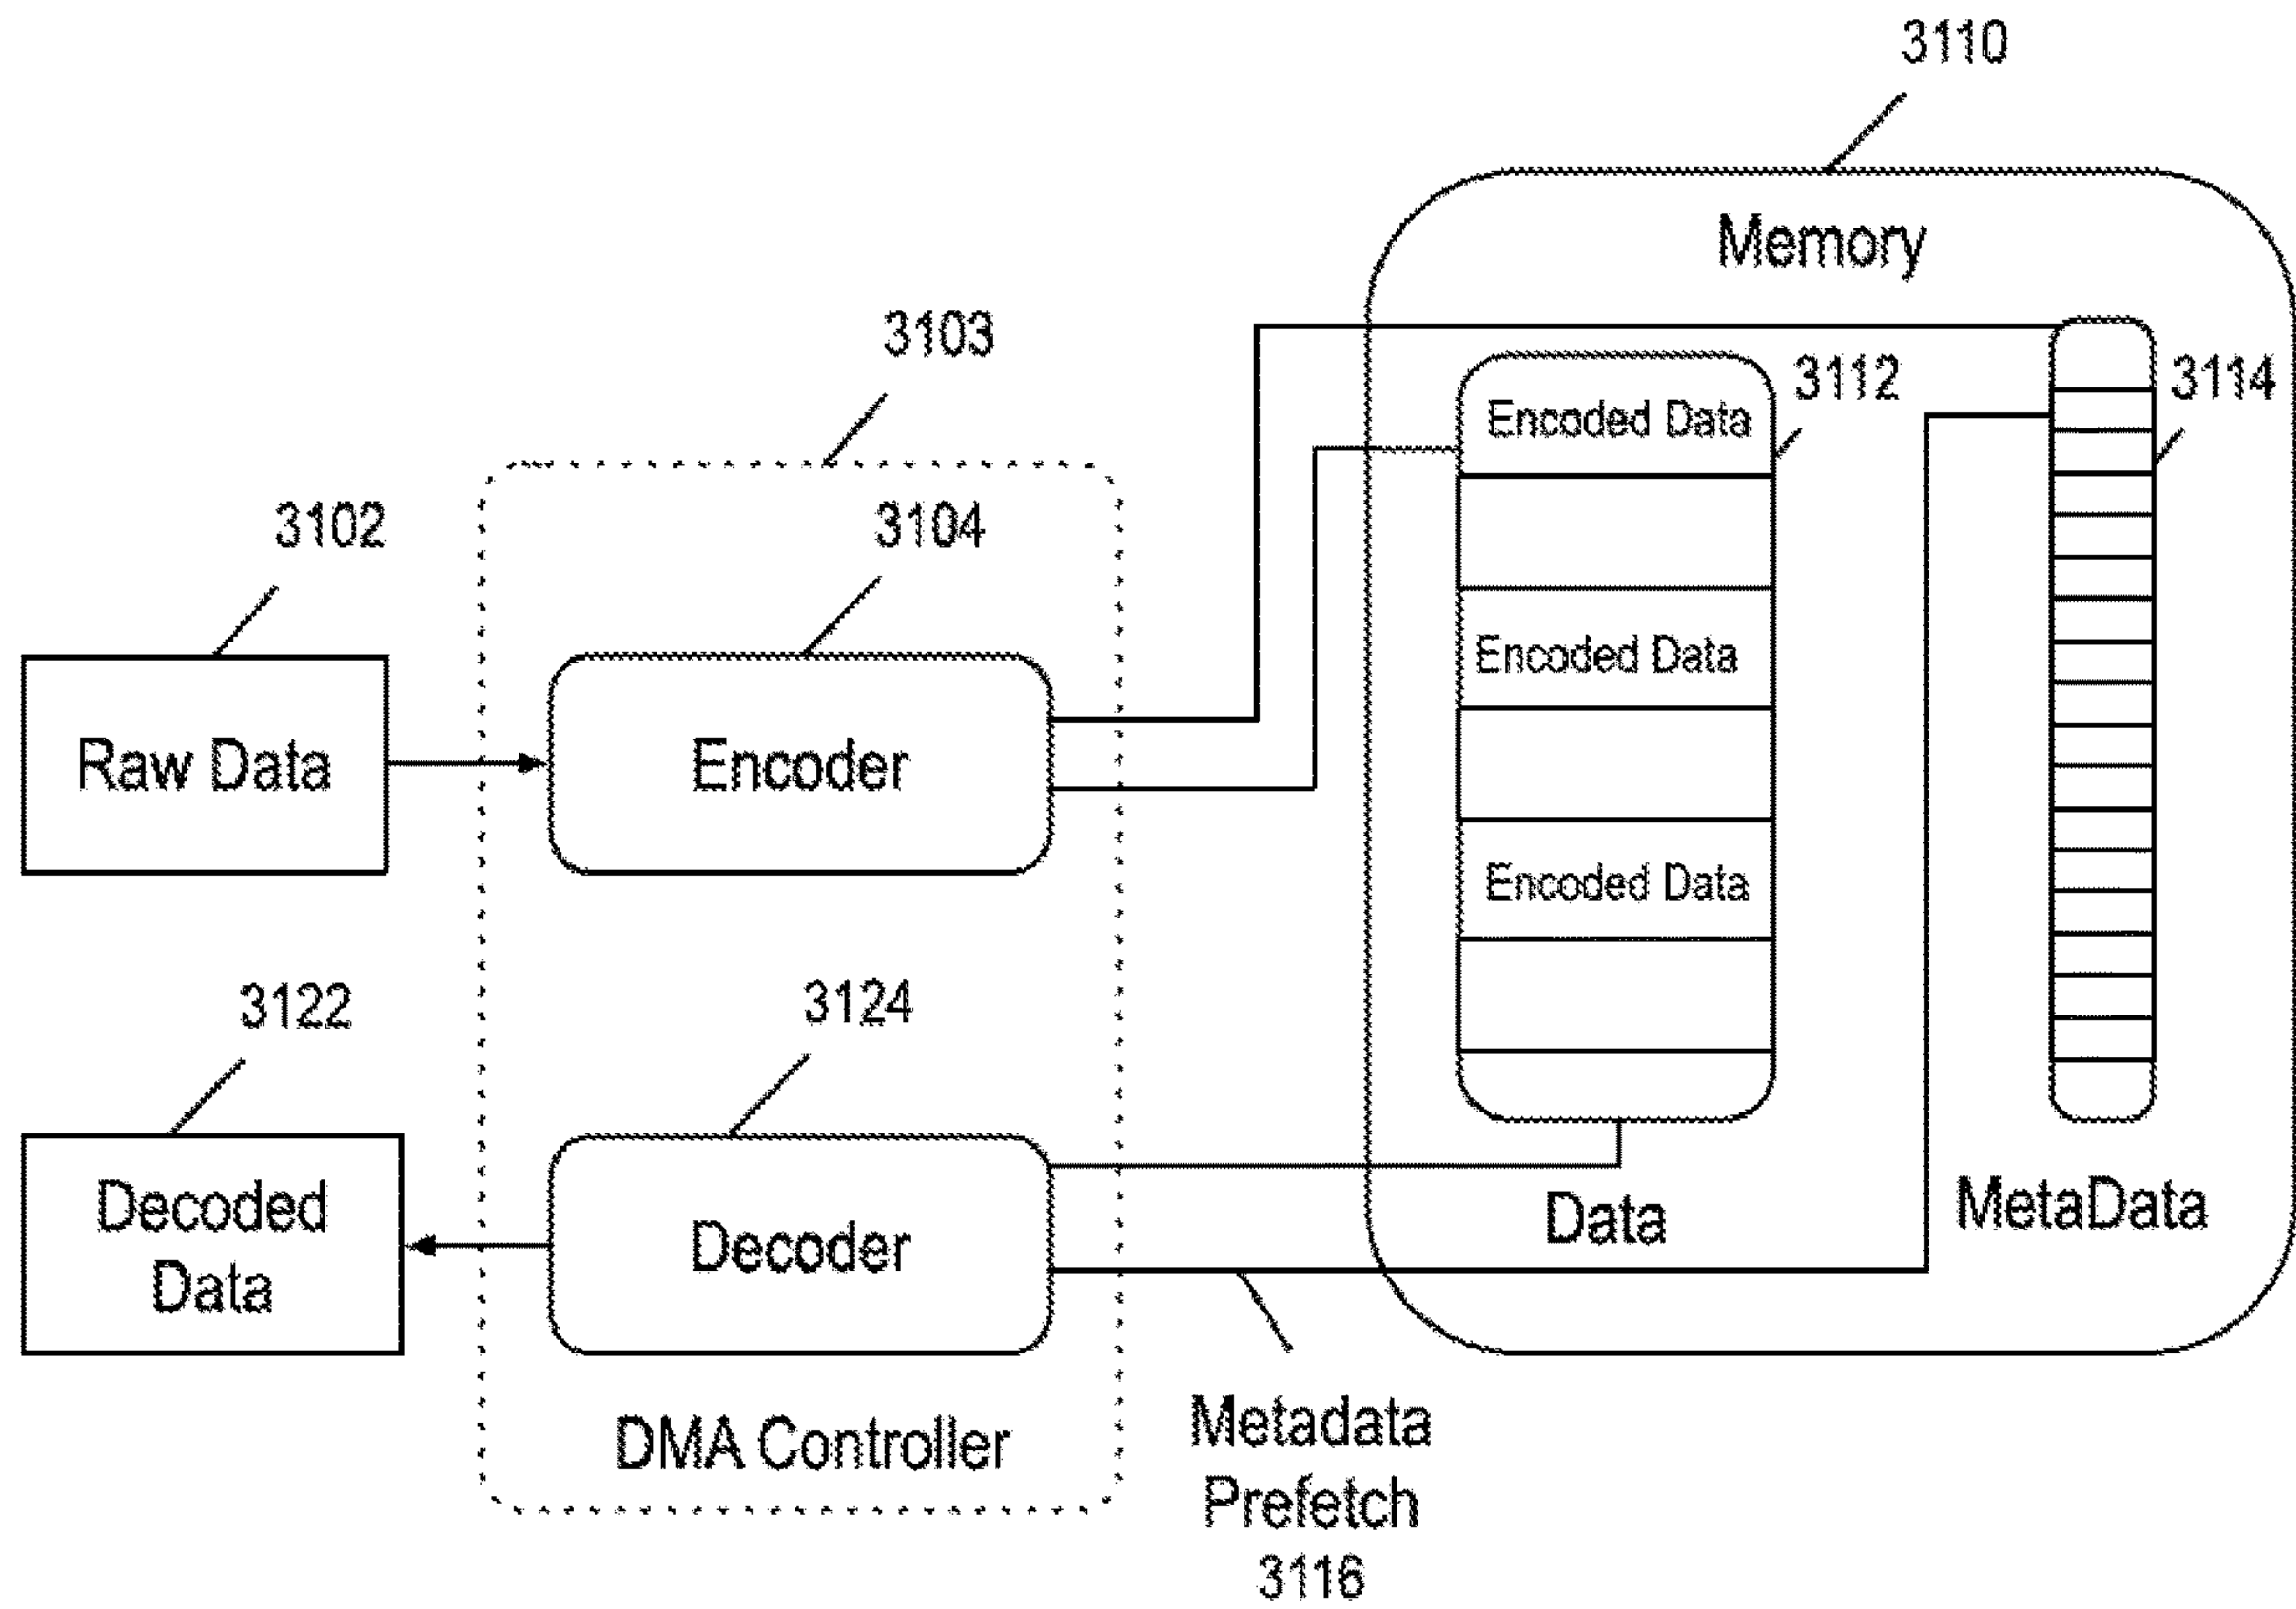 3110
Memory
3103
3112
3114
Encoded Data
3102
3104
Encoded Data
Raw Data
Encoder
Encoded Data
3122
3124
Decoded
Data
Decoder
Data
MetaData
DMA Controller
Metadata
Prefetch
3116